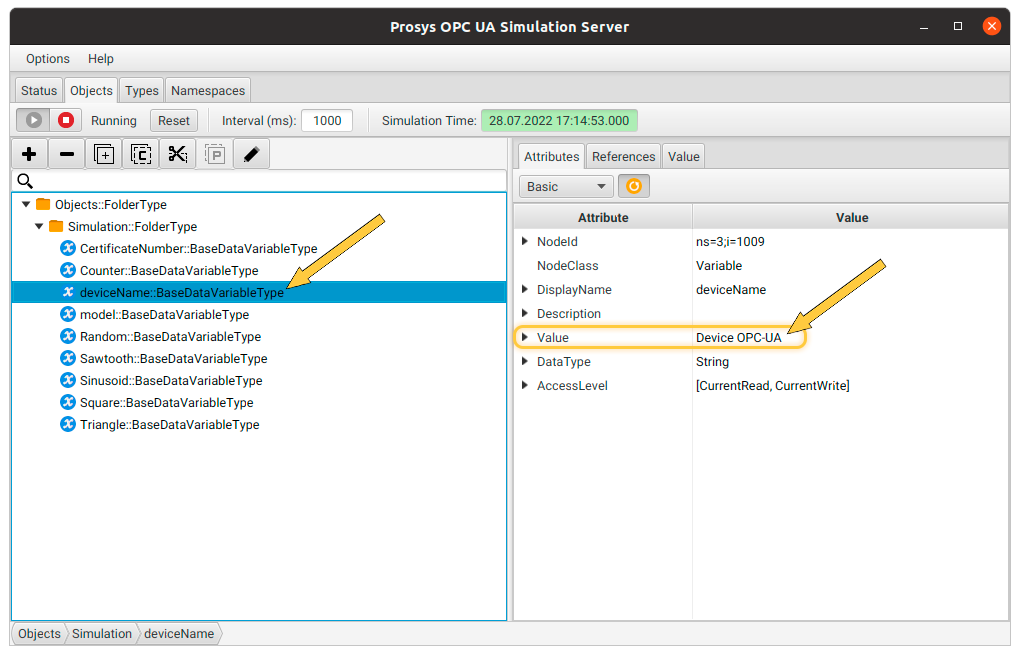 Prosys OPC UA Simulation Server
Options Help
Status Objects Types Namespaces
Running Reset Interval (ms): 1000 Simulation Time: 28.07.2022 17:14:53.000
C P
Objects::FolderType
Simulation::FolderType
CertificateNumber::BaseDataVariableType
Counter::BaseDataVariableType
deviceName::BaseDataVariableType
model::BaseDataVariableType
Random::BaseDataVariableType
Sawtooth::BaseDataVariableType
Sinusoid::BaseDataVariableType
Square::BaseDataVariableType
Triangle::BaseDataVariableType
Attributes References Value
Basic
Attribute Value
NodeId ns=3;i=1009
NodeClass Variable
DisplayName deviceName
Description
Value Device OPC-UA
DataType String
AccessLevel [CurrentRead, CurrentWrite]
Objects Simulation deviceName